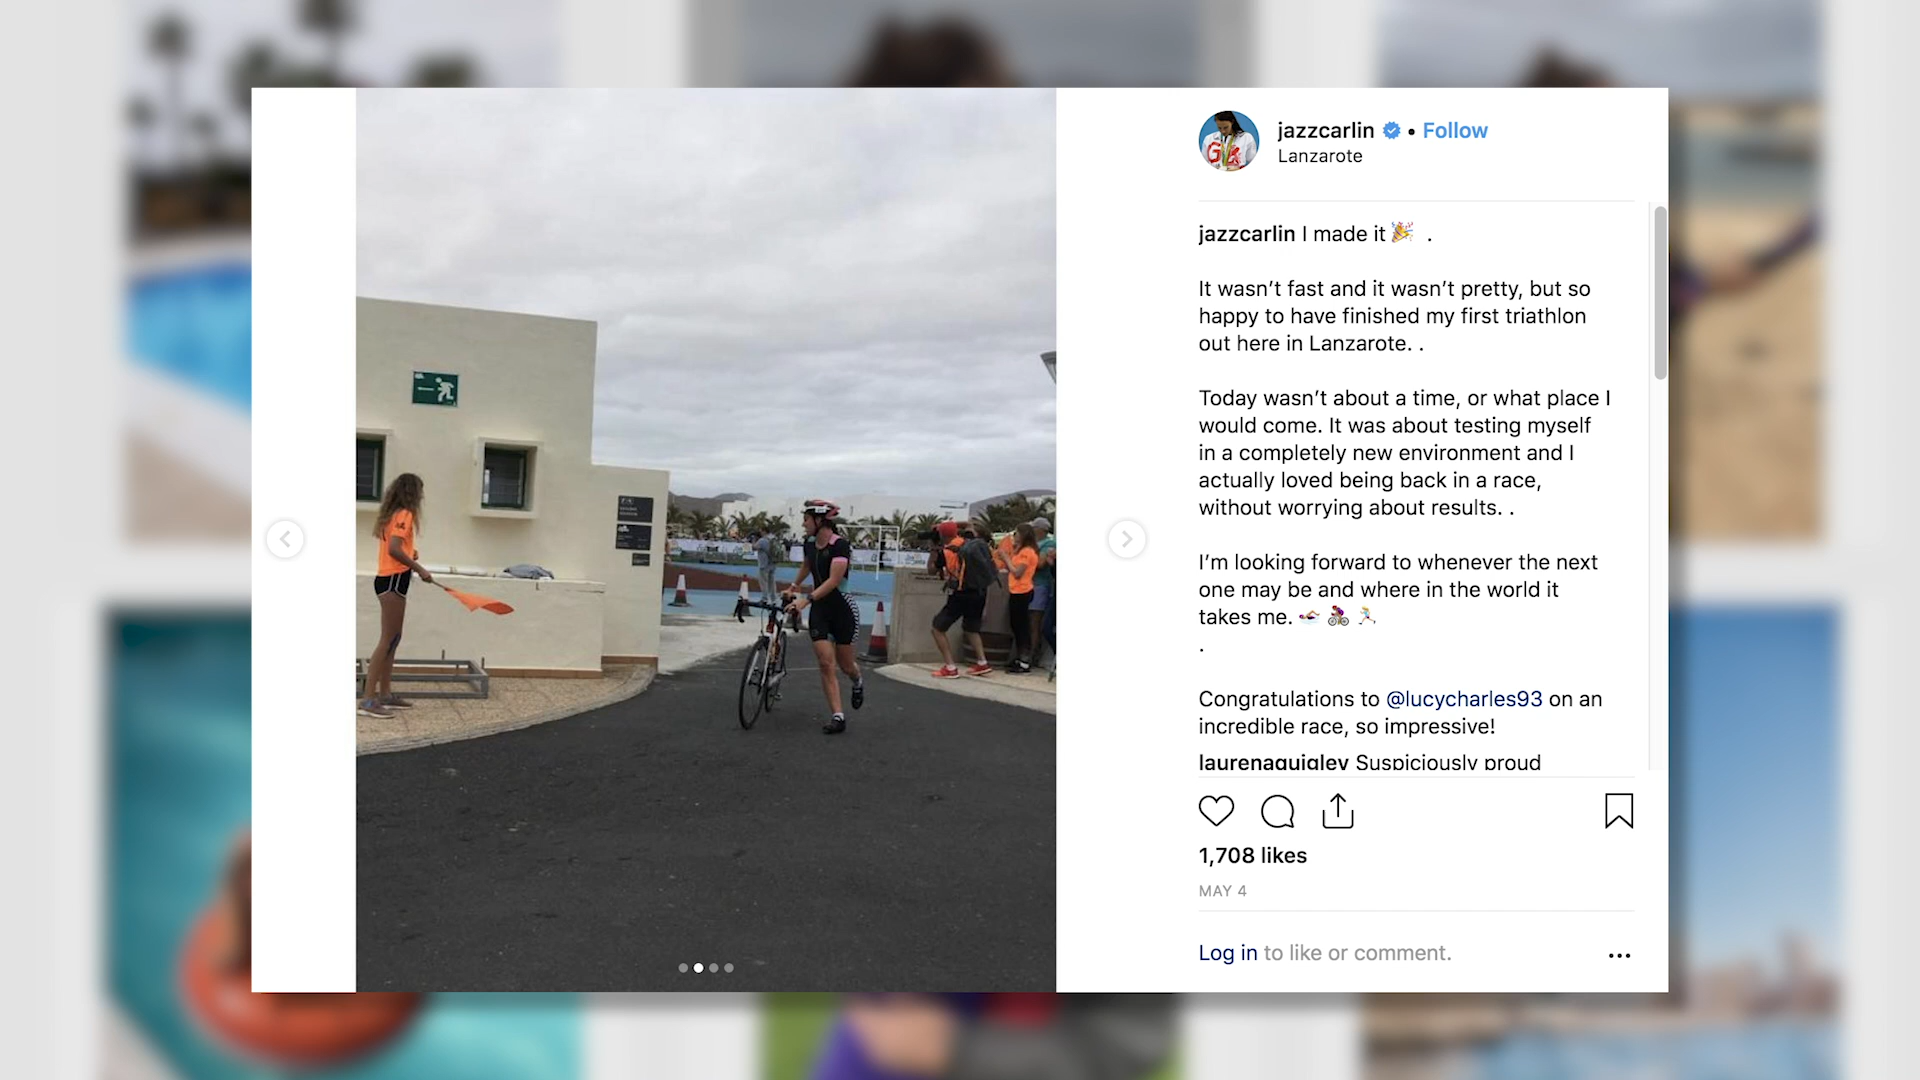 jazzcarlin • Follow
Lanzarote
jazzcarlin I made it 🎉 .
It wasn’t fast and it wasn’t pretty, but so
happy to have finished my first triathlon
out here in Lanzarote. .
Today wasn’t about a time, or what place I
would come. It was about testing myself
in a completely new environment and I
actually loved being back in a race,
without worrying about results. .
I’m looking forward to whenever the next
one may be and where in the world it
takes me. 🏊🏽‍♀️ 🚴🏾‍♀️ 🏃🏼‍♀️
.
Congratulations to @lucycharles93 on an
incredible race, so impressive!
laurenaquigley Suspiciously proud
1,708 likes
MAY 4
Log in to like or comment.